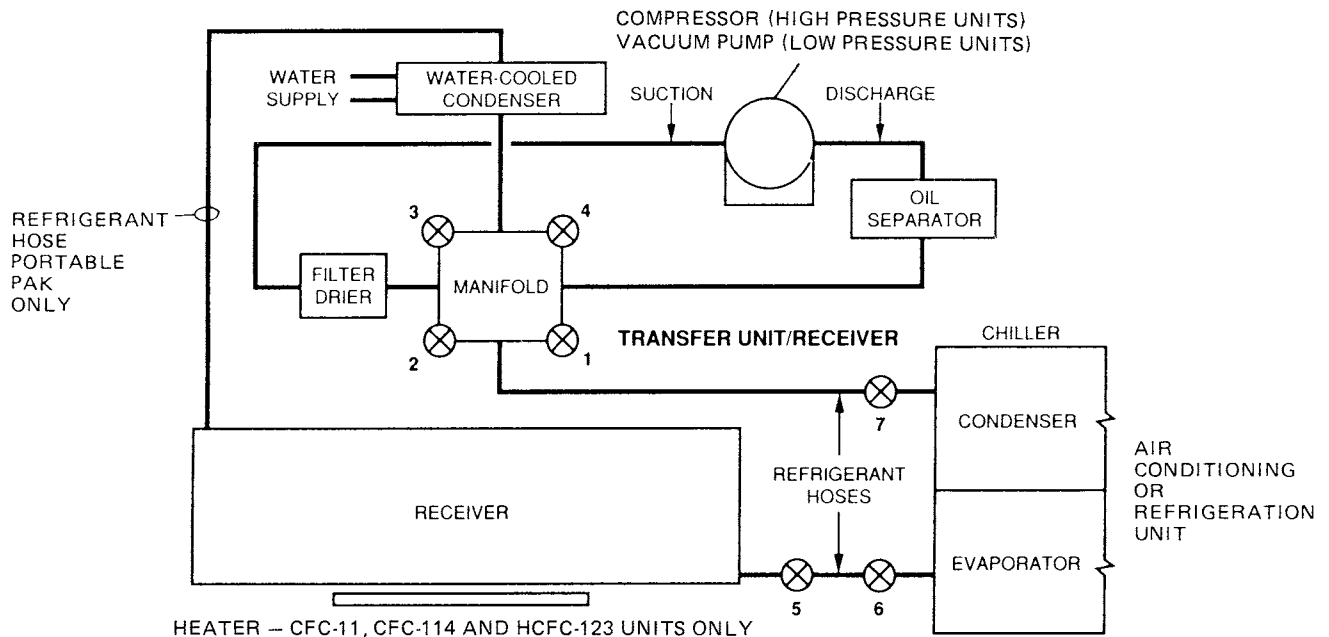 COMPRESSOR (HIGH PRESSURE UNITS)
VACUUM PUMP (LOW PRESSURE UNITS)
WATER
SUPPLY
WATER-COOLED
CONDENSER
SUCTION
DISCHARGE
OIL
SEPARATOR
REFRIGERANT
HOSE
PORTABLE
PAK
ONLY
3
4
FILTER
DRIER
MANIFOLD
2
1
TRANSFER UNIT/RECEIVER
CHILLER
7
CONDENSER
REFRIGERANT
HOSES
AIR
CONDITIONING
OR
REFRIGERATION
UNIT
RECEIVER
EVAPORATOR
5
6
HEATER – CFC-11, CFC-114 AND HCFC-123 UNITS ONLY